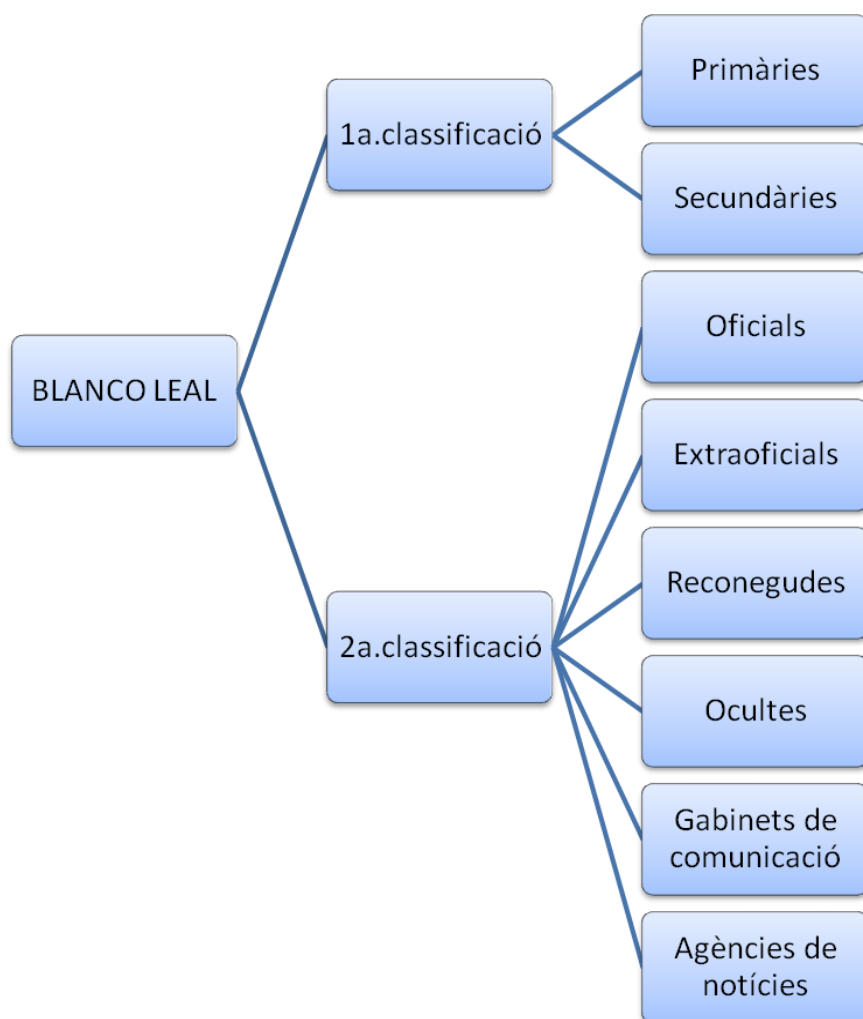 BLANCO LEAL
1a.classificació
Primàries
Secundàries
2a.classificació
Oficials
Extraoficials
Reconegudes
Ocultes
Gabinets de
comunicació
Agències de
notícies